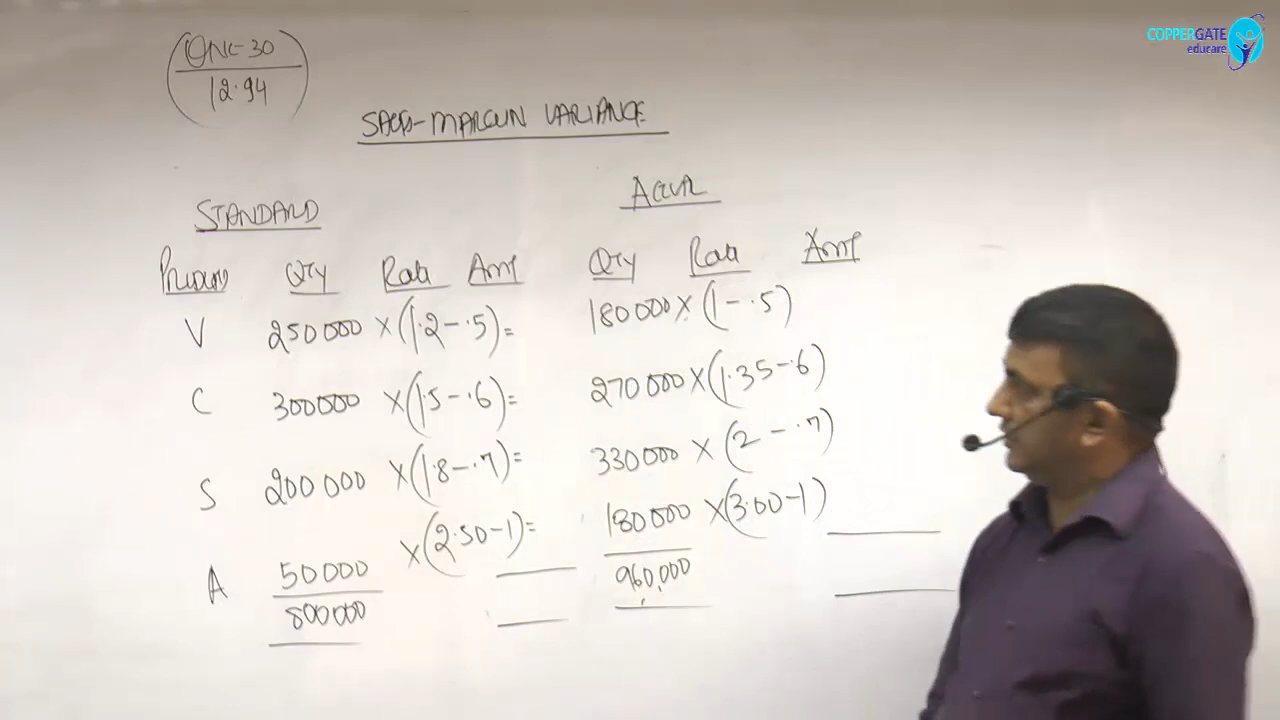 COPPERGATE
educare
QNC-30
12.94
SALES-MARGIN VARIANCE
STANDARD
ACTUAL
Product Qty Rate Amt Qty Rate Amt
V 250000 × (1.2-.5)= 180000 × (1-.5)
C 300000 × (1.5-.6)= 270000 × (1.35-.6)
S 200000 × (1.8-.7)= 330000 × (2-.7)
A 50000 × (2.50-1)= 180000 × (3.00-1)
800000 960,000